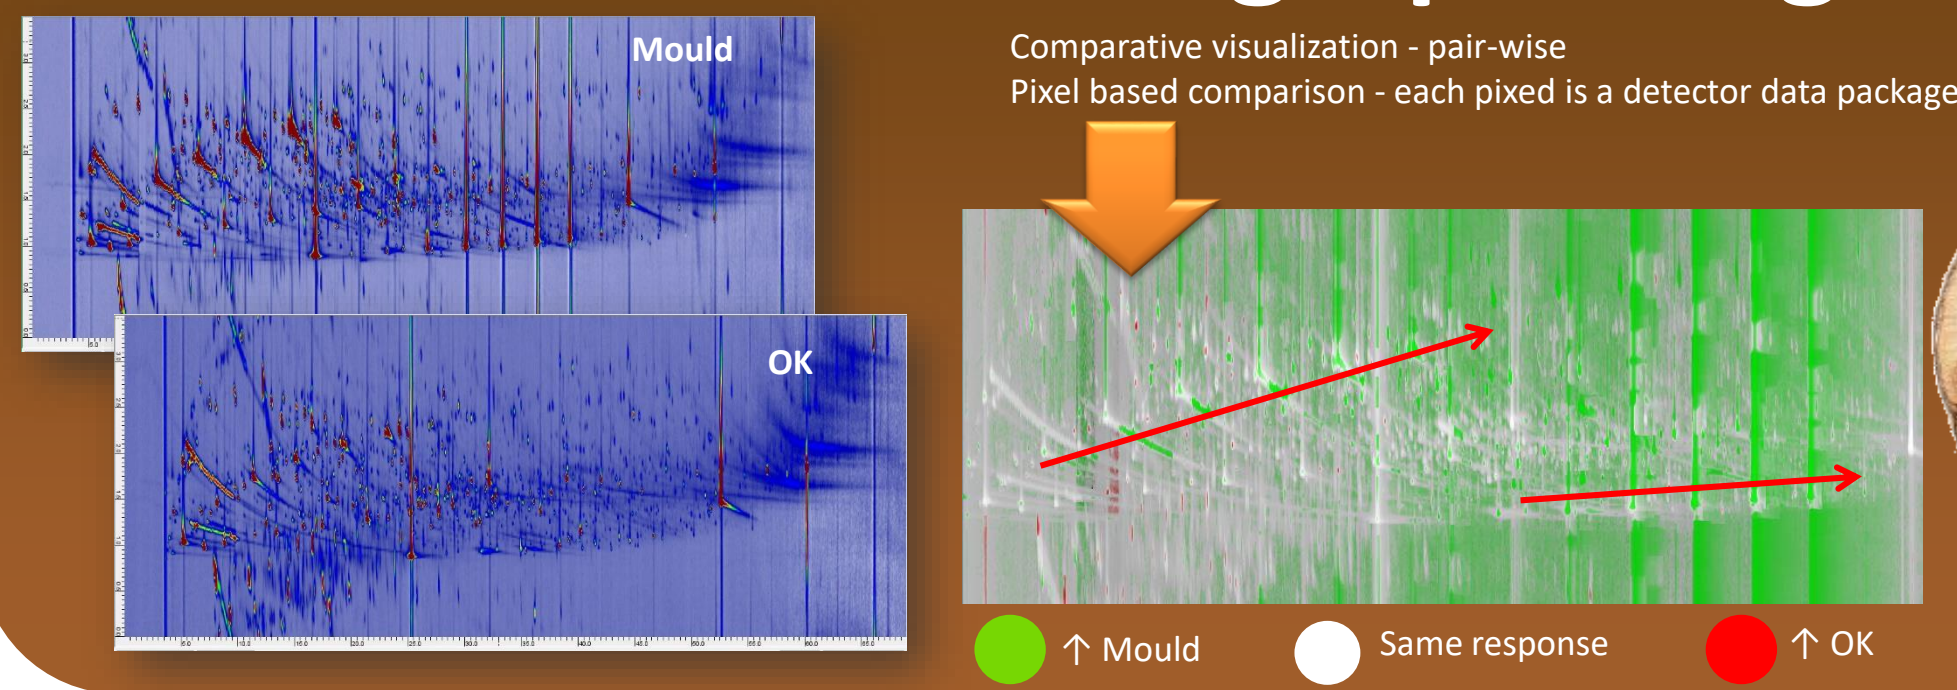 Mould
OK
Comparative visualization - pair-wise
Pixel based comparison - each pixed is a detector data package
↑ Mould
Same response
↑ OK